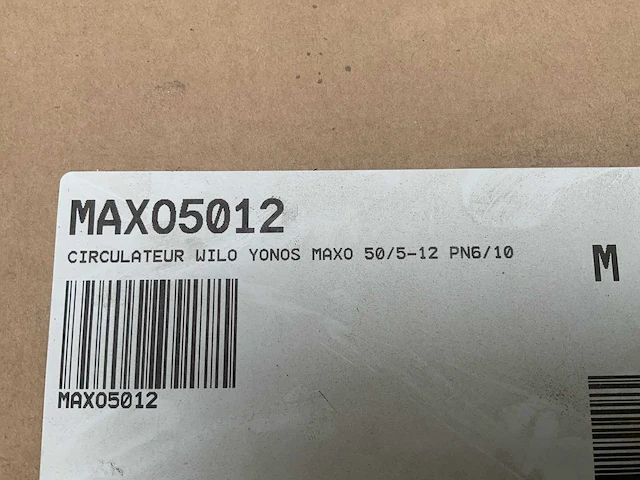 MAXO5012
CIRCULATEUR WILO YONOS MAXO 50/5-12 PN6/10
M
MAXO5012